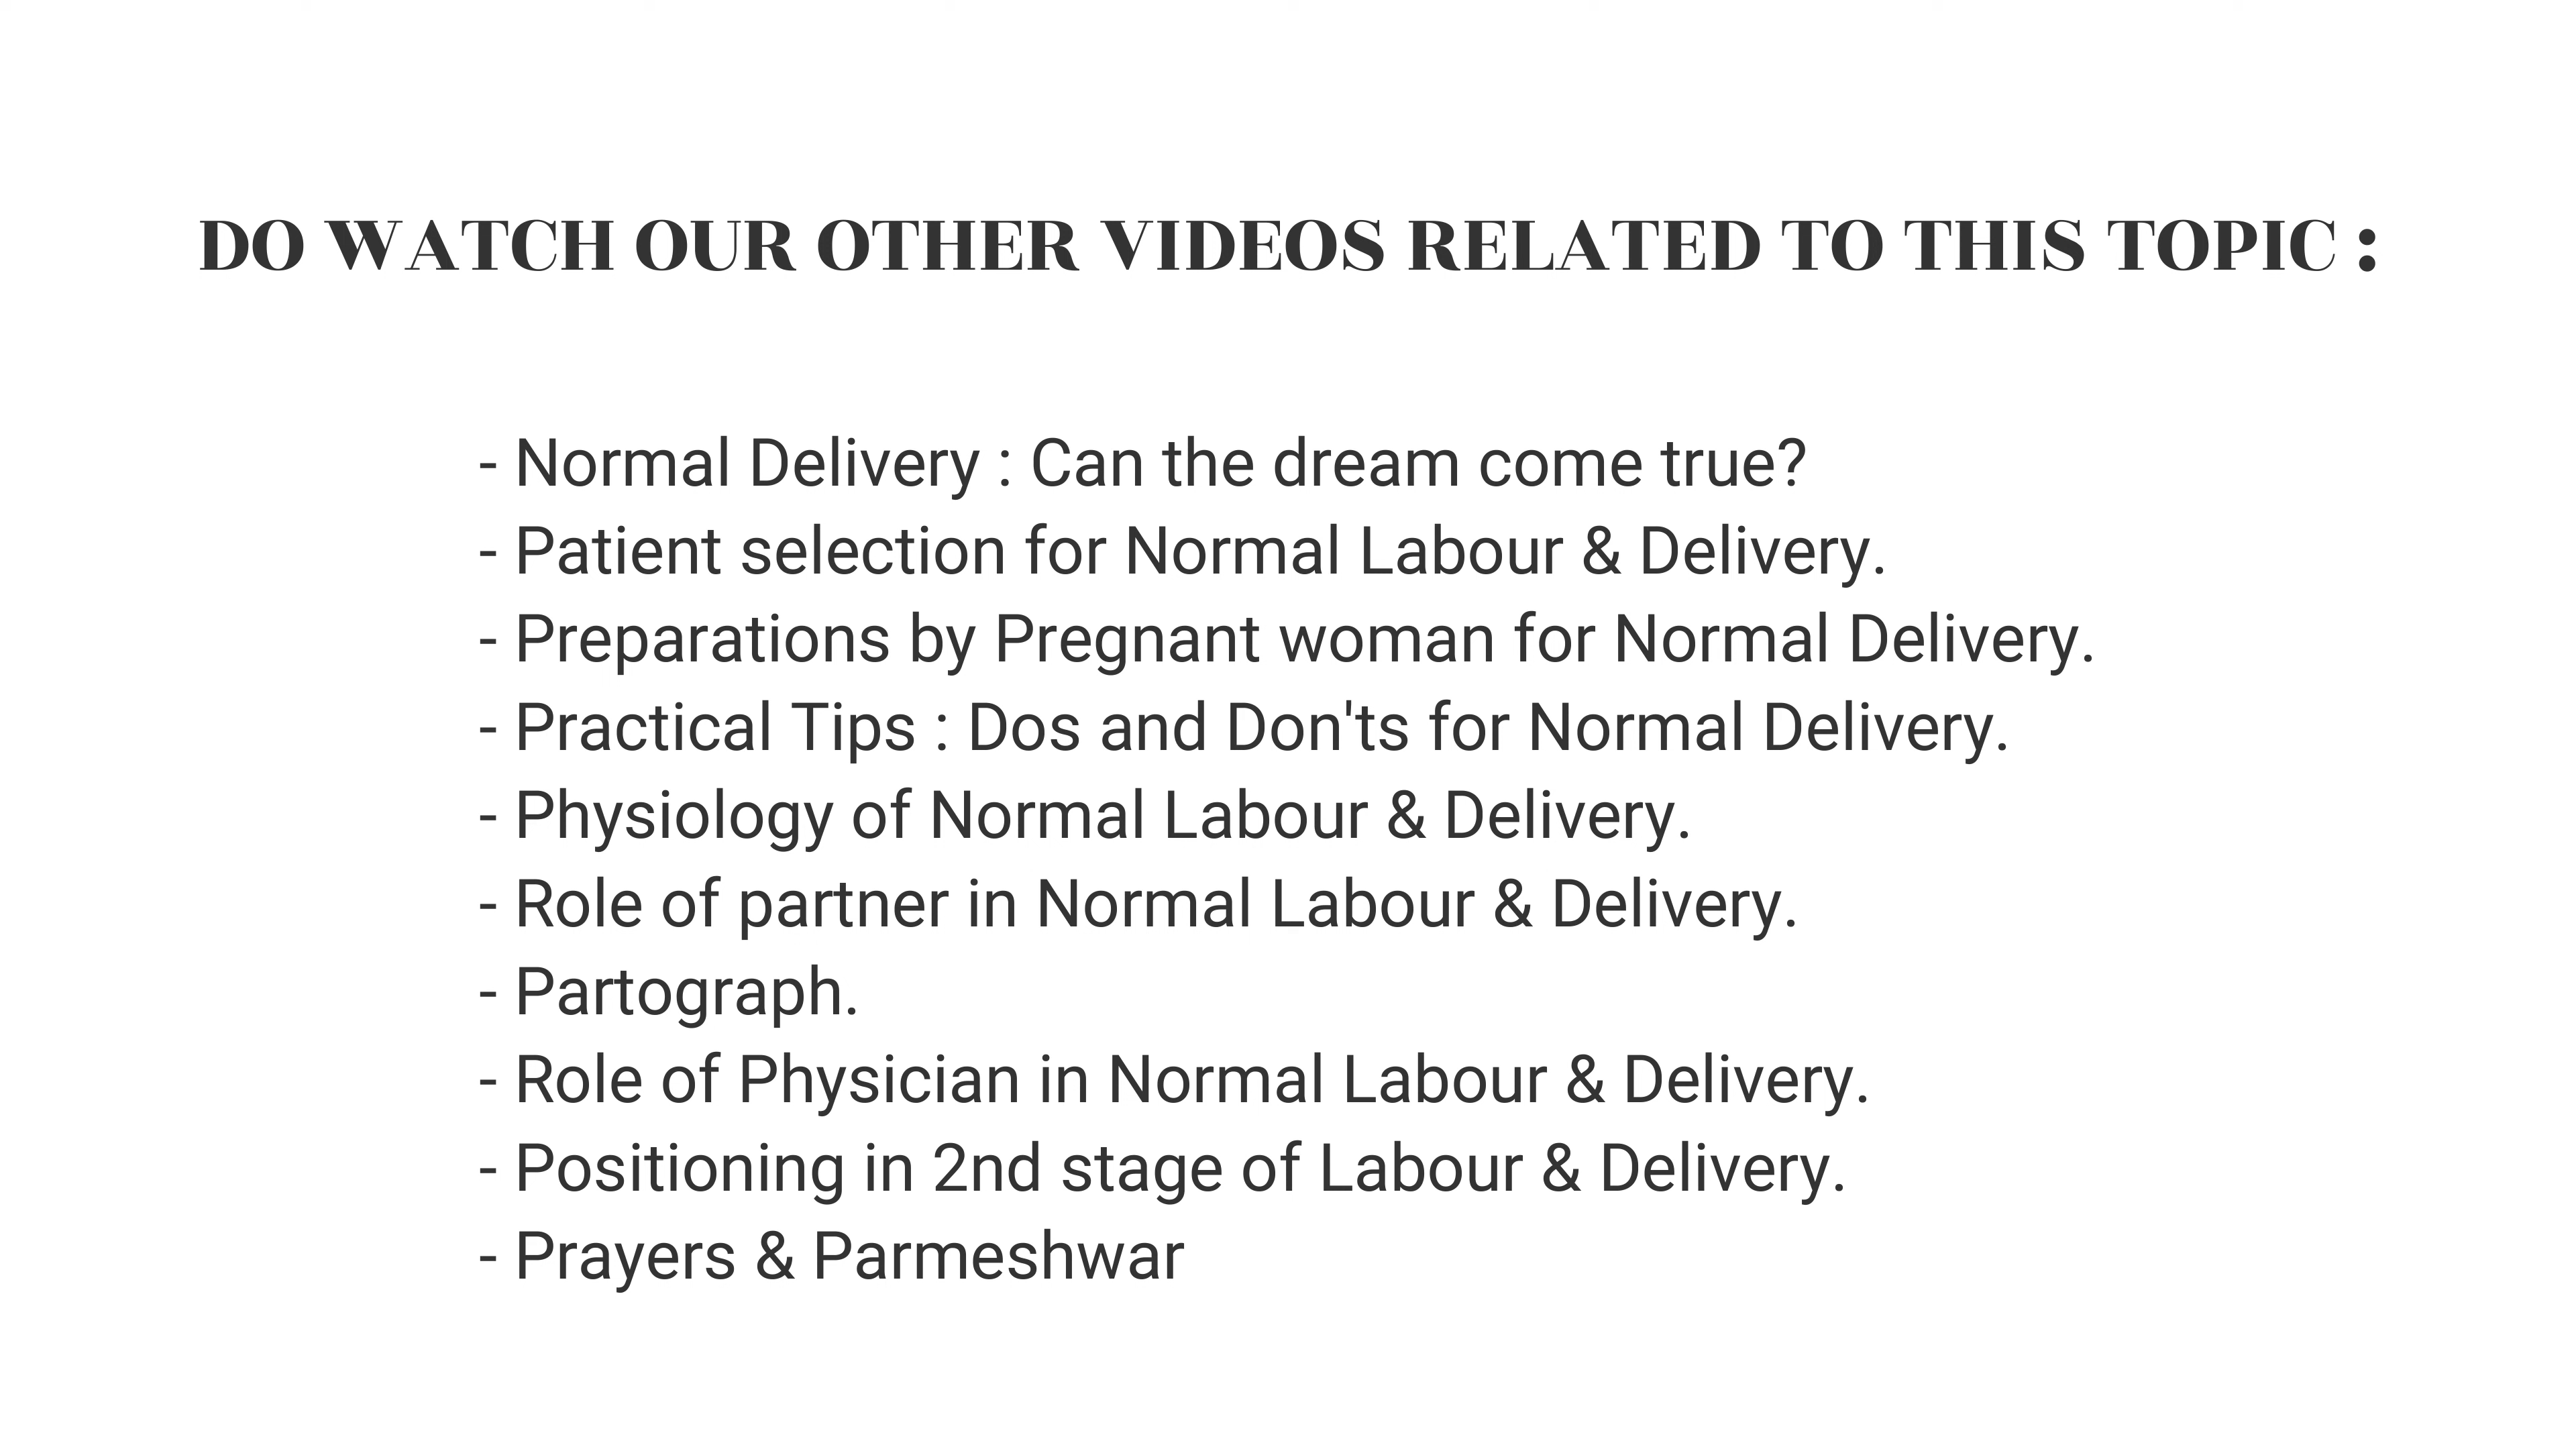 DO WATCH OUR OTHER VIDEOS RELATED TO THIS TOPIC :
- Normal Delivery : Can the dream come true?
- Patient selection for Normal Labour & Delivery.
- Preparations by Pregnant woman for Normal Delivery.
- Practical Tips : Dos and Don'ts for Normal Delivery.
- Physiology of Normal Labour & Delivery.
- Role of partner in Normal Labour & Delivery.
- Partograph.
- Role of Physician in Normal Labour & Delivery.
- Positioning in 2nd stage of Labour & Delivery.
- Prayers & Parmeshwar